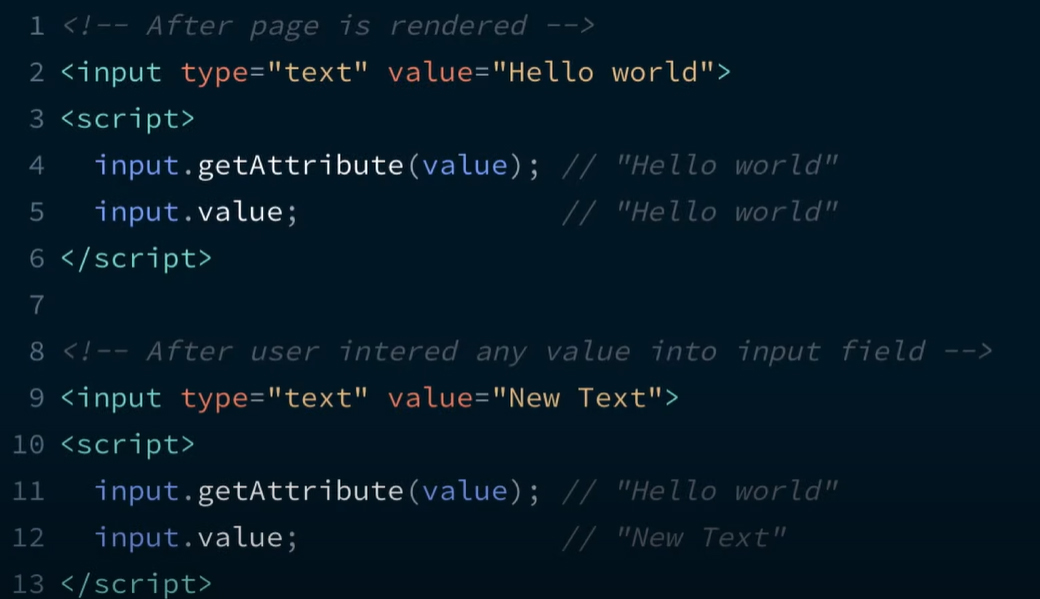 1 <!-- After page is rendered -->
2 <input type="text" value="Hello world">
3 <script>
4   input.getAttribute(value); // "Hello world"
5   input.value;               // "Hello world"
6 </script>
7
8 <!-- After user intered any value into input field -->
9 <input type="text" value="New Text">
10 <script>
11   input.getAttribute(value); // "Hello world"
12   input.value;               // "New Text"
13 </script>